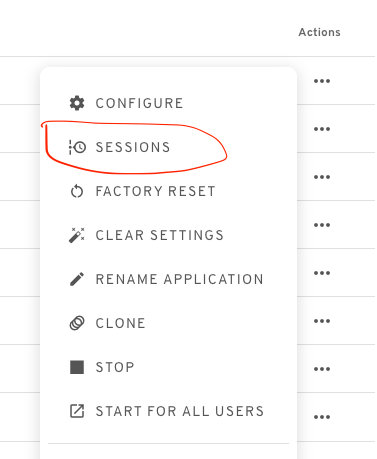 Actions
CONFIGURE
SESSIONS
FACTORY RESET
CLEAR SETTINGS
RENAME APPLICATION
CLONE
STOP
START FOR ALL USERS